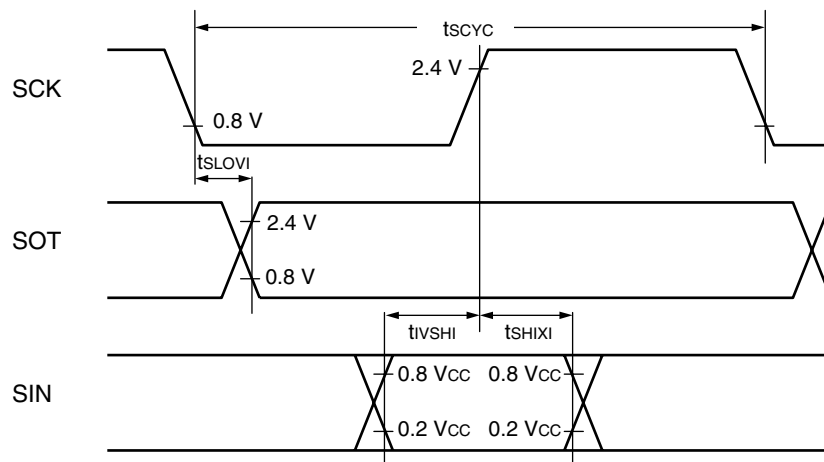 tSCYC
SCK
2.4 V
0.8 V
tSLOVI
SOT
2.4 V
0.8 V
tIVSHI tSHIXI
SIN
0.8 VCC 0.8 VCC
0.2 VCC 0.2 VCC